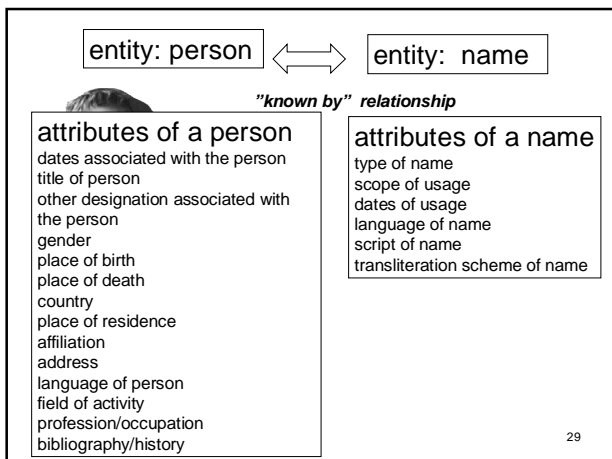 entity: person
entity: name
”known by” relationship
attributes of a person
dates associated with the person
title of person
other designation associated with
the person
gender
place of birth
place of death
country
place of residence
affiliation
address
language of person
field of activity
profession/occupation
bibliography/history
attributes of a name
type of name
scope of usage
dates of usage
language of name
script of name
transliteration scheme of name
29